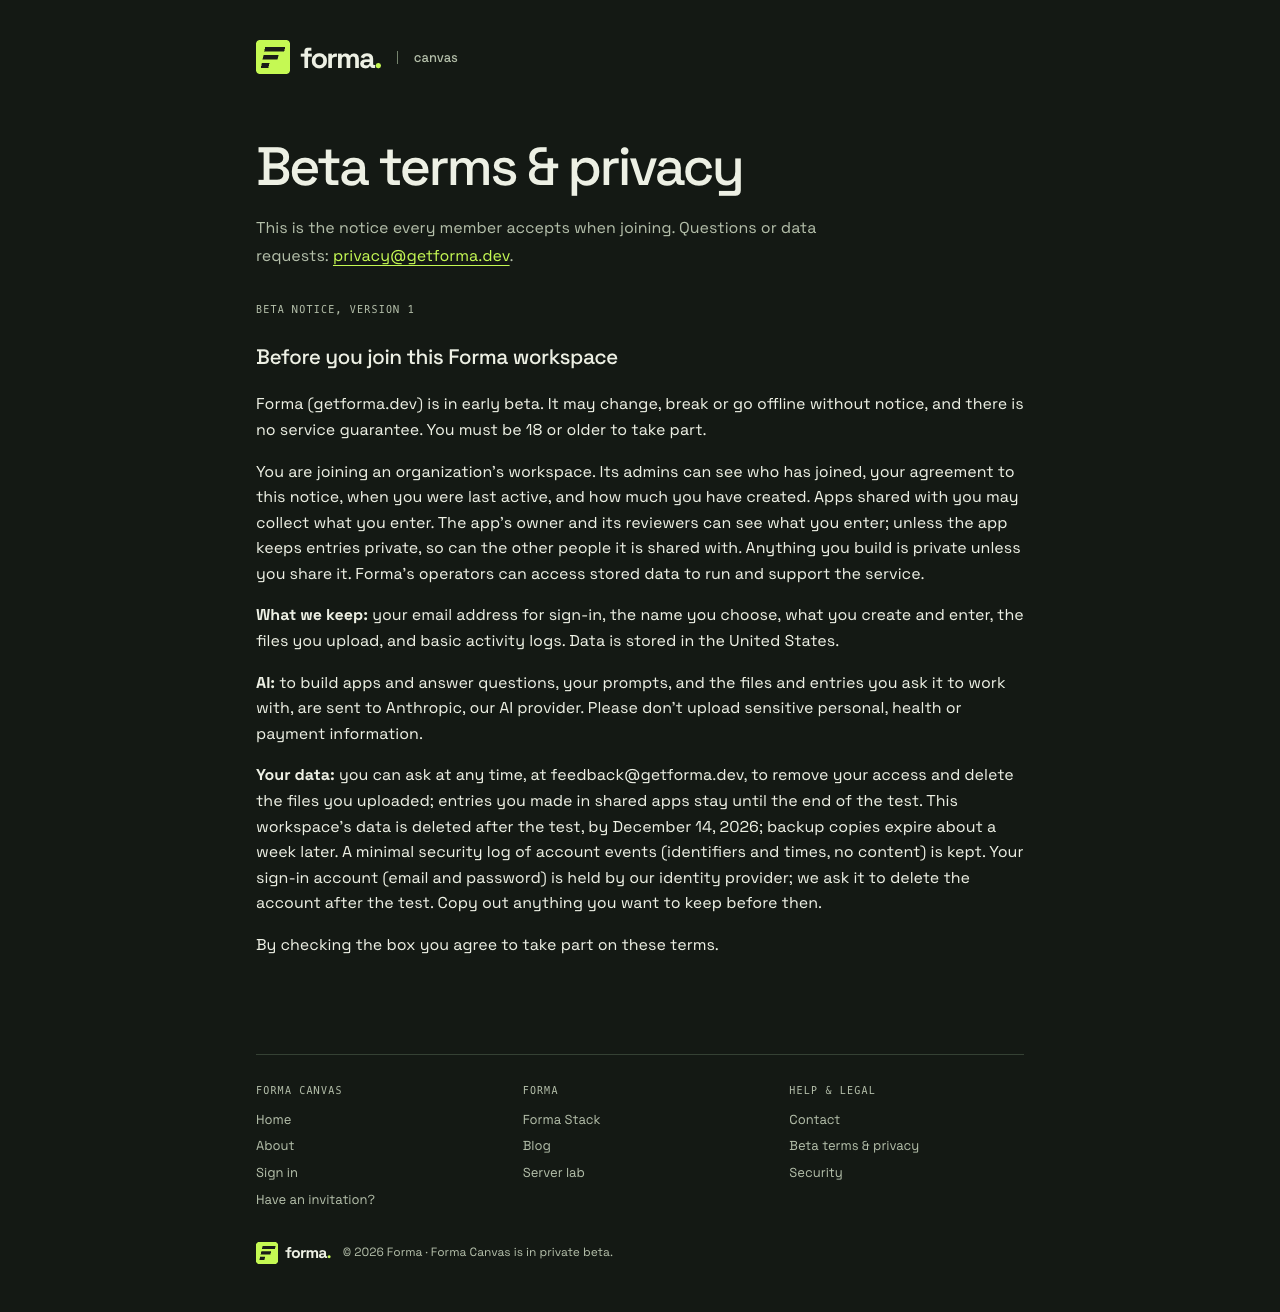 forma. canvas
Beta terms & privacy
This is the notice every member accepts when joining. Questions or data
requests: privacy@getforma.dev.
BETA NOTICE, VERSION 1
Before you join this Forma workspace
Forma (getforma.dev) is in early beta. It may change, break or go offline without notice, and there is
no service guarantee. You must be 18 or older to take part.
You are joining an organization’s workspace. Its admins can see who has joined, your agreement to
this notice, when you were last active, and how much you have created. Apps shared with you may
collect what you enter. The app’s owner and its reviewers can see what you enter; unless the app
keeps entries private, so can the other people it is shared with. Anything you build is private unless
you share it. Forma’s operators can access stored data to run and support the service.
What we keep: your email address for sign-in, the name you choose, what you create and enter, the
files you upload, and basic activity logs. Data is stored in the United States.
AI: to build apps and answer questions, your prompts, and the files and entries you ask it to work
with, are sent to Anthropic, our AI provider. Please don’t upload sensitive personal, health or
payment information.
Your data: you can ask at any time, at feedback@getforma.dev, to remove your access and delete
the files you uploaded; entries you made in shared apps stay until the end of the test. This
workspace’s data is deleted after the test, by December 14, 2026; backup copies expire about a
week later. A minimal security log of account events (identifiers and times, no content) is kept. Your
sign-in account (email and password) is held by our identity provider; we ask it to delete the
account after the test. Copy out anything you want to keep before then.
By checking the box you agree to take part on these terms.
FORMA CANVAS
Home
About
Sign in
Have an invitation?
FORMA
Forma Stack
Blog
Server lab
HELP & LEGAL
Contact
Beta terms & privacy
Security
forma. © 2026 Forma · Forma Canvas is in private beta.